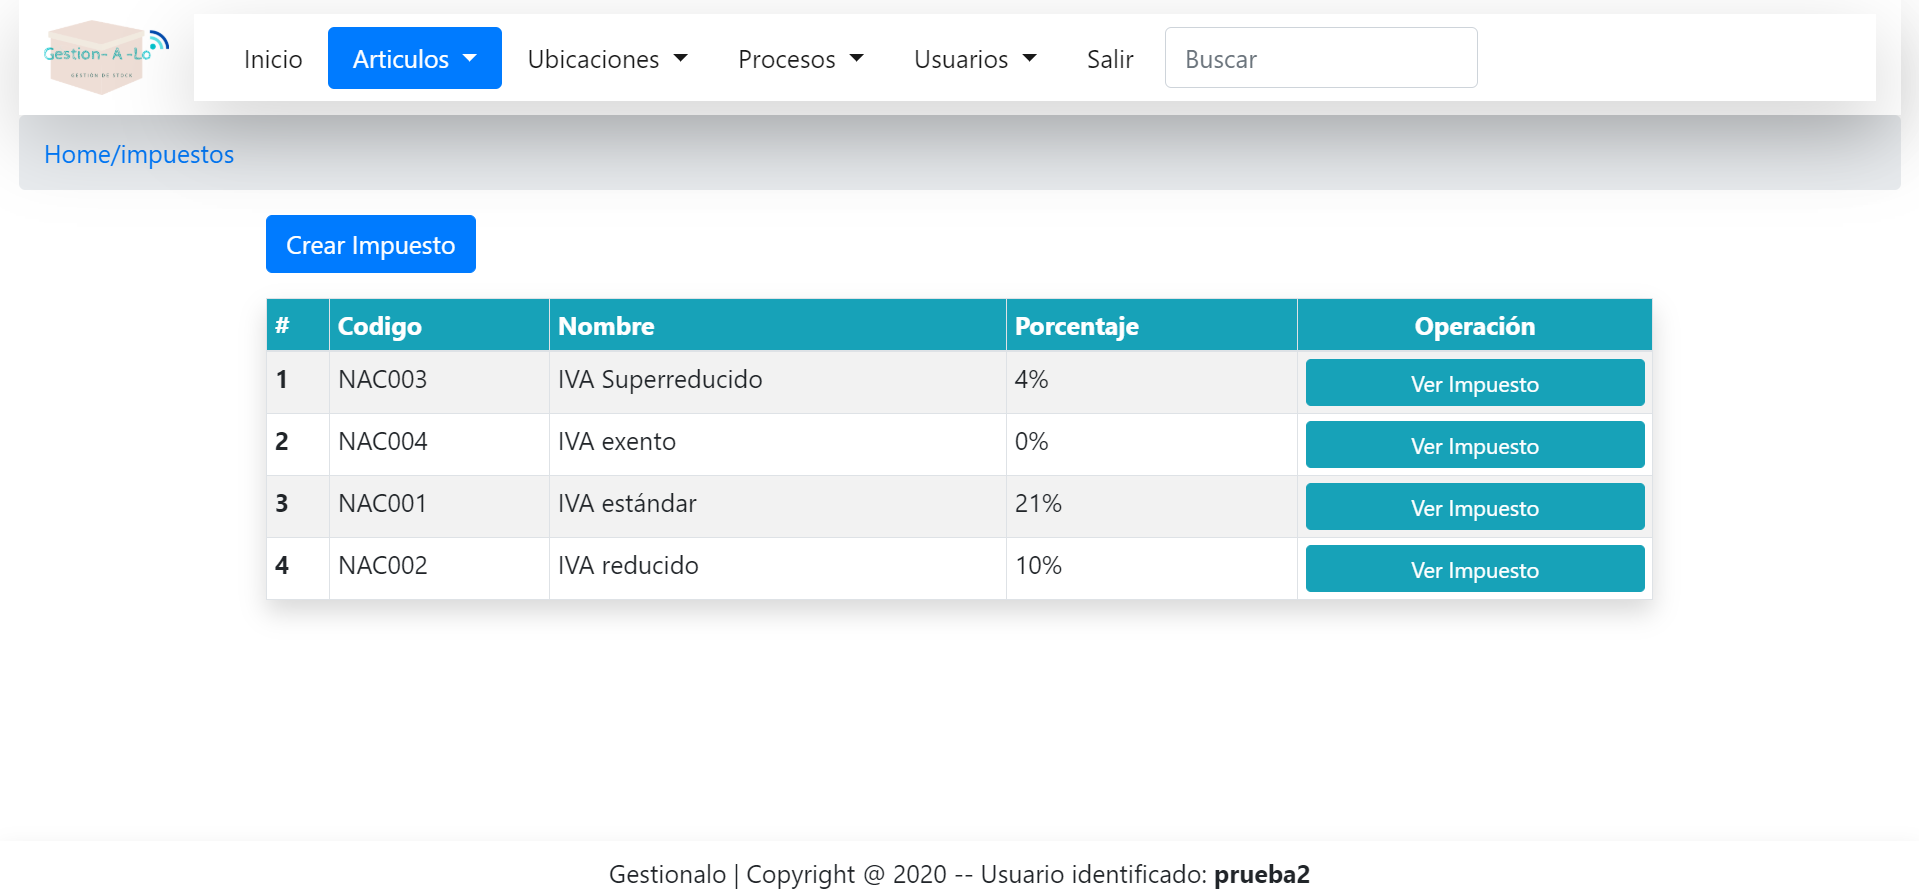 Gestion- A -Lo
GESTIÓN DE STOCK
Inicio Articulos Ubicaciones Procesos Usuarios Salir Buscar
Home/impuestos
Crear Impuesto
# Codigo Nombre Porcentaje Operación
1 NAC003 IVA Superreducido 4% Ver Impuesto
2 NAC004 IVA exento 0% Ver Impuesto
3 NAC001 IVA estándar 21% Ver Impuesto
4 NAC002 IVA reducido 10% Ver Impuesto
Gestionalo | Copyright @ 2020 -- Usuario identificado: prueba2